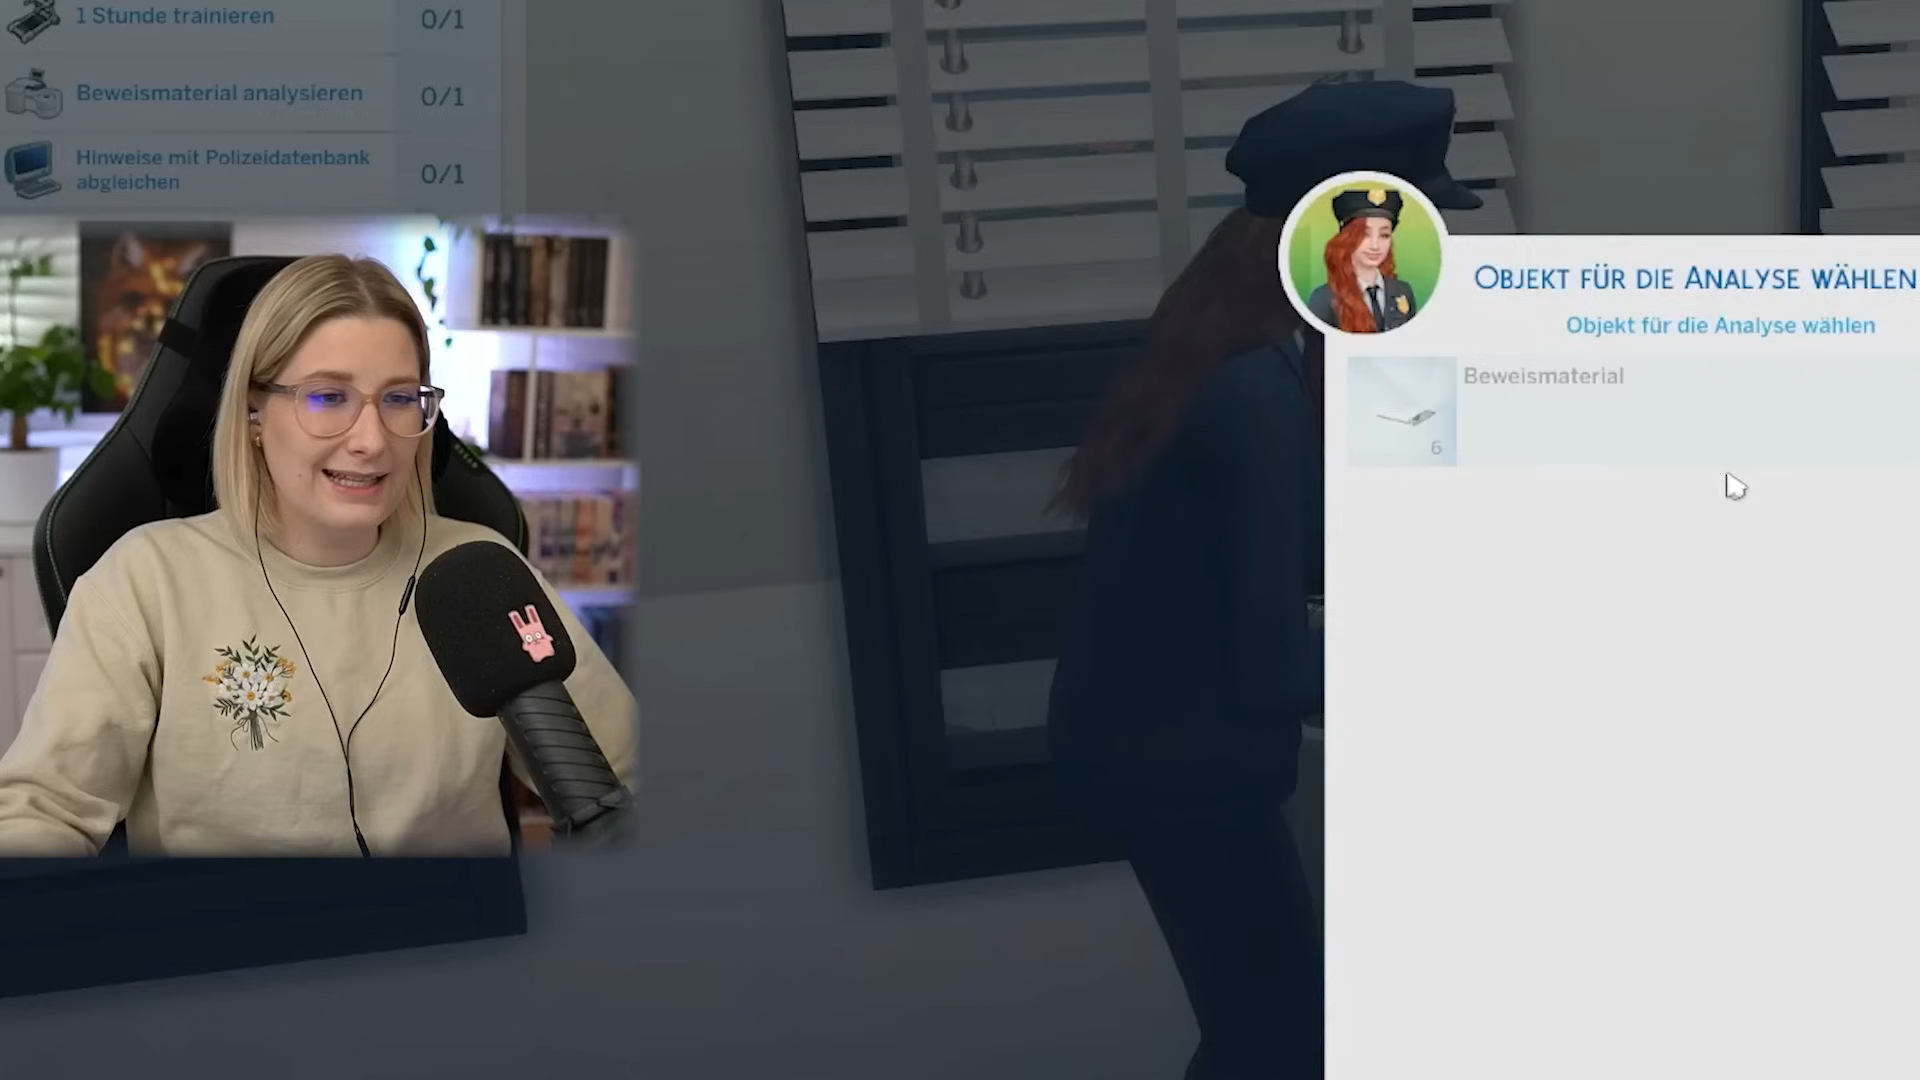 1 Stunde trainieren
0/1
Beweismaterial analysieren
0/1
Hinweise mit Polizeidatenbank
abgleichen
0/1
Objekt für die Analyse wählen
Objekt für die Analyse wählen
Beweismaterial
6